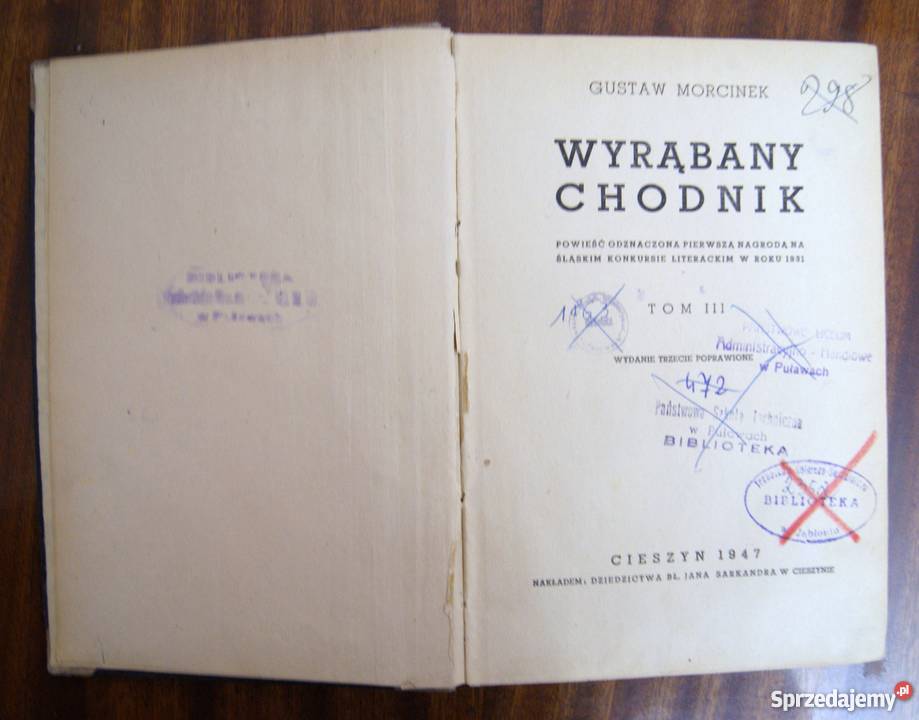 BIBLIOTEKA
w Puławach
GUSTAW MORCINEK
298
WYRĄBANY
CHODNIK
POWIEŚĆ ODZNACZONA PIERWSZĄ NAGRODĄ NA
ŚLĄSKIM KONKURSIE LITERACKIM W ROKU 1931
TOM III
WYDANIE TRZECIE POPRAWIONE
Administracyjno - Handlowe
w Puławach
472
Państwowa Szkoła Techniczna
w Puławach
BIBLIOTEKA
BIBLIOTEKA
CIESZYN 1947
NAKŁADEM: DZIEDZICTWA BŁ. JANA SARKANDRA W CIESZYNIE
Sprzedajemy.pl